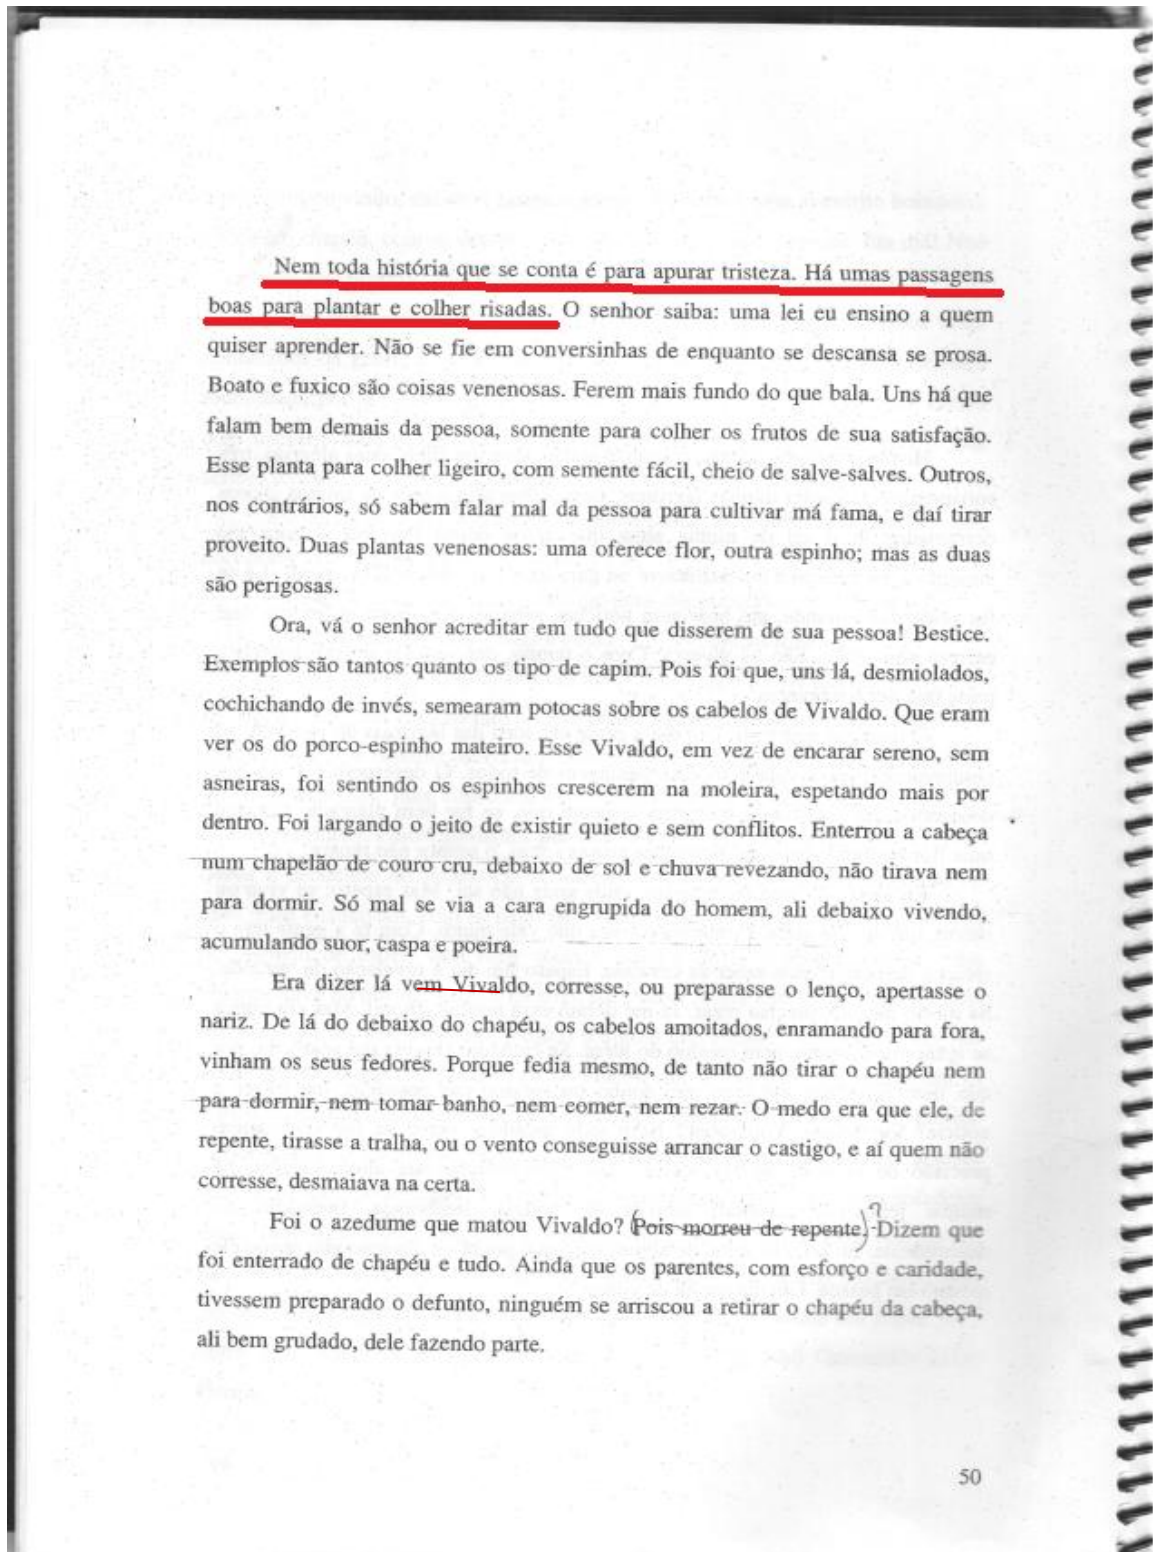 Nem toda história que se conta é para apurar tristeza. Há umas passagens
boas para plantar e colher risadas. O senhor saiba: uma lei eu ensino a quem
quiser aprender. Não se fie em conversinhas de enquanto se descansa se prosa.
Boato e fuxico são coisas venenosas. Ferem mais fundo do que bala. Uns há que
falam bem demais da pessoa, somente para colher os frutos de sua satisfação.
Esse planta para colher ligeiro, com semente fácil, cheio de salve-salves. Outros,
nos contrários, só sabem falar mal da pessoa para cultivar má fama, e daí tirar
proveito. Duas plantas venenosas: uma oferece flor, outra espinho; mas as duas
são perigosas.
Ora, vá o senhor acreditar em tudo que disserem de sua pessoa! Bestice.
Exemplos são tantos quanto os tipo de capim. Pois foi que, uns lá, desmiolados,
cochichando de invés, semearam potocas sobre os cabelos de Vivaldo. Que eram
ver os do porco-espinho mateiro. Esse Vivaldo, em vez de encarar sereno, sem
asneiras, foi sentindo os espinhos crescerem na moleira, espetando mais por
dentro. Foi largando o jeito de existir quieto e sem conflitos. Enterrou a cabeça
num chapelão de couro cru, debaixo de sol e chuva revezando, não tirava nem
para dormir. Só mal se via a cara engrupida do homem, ali debaixo vivendo,
acumulando suor, caspa e poeira.
Era dizer lá vem Vivaldo, corresse, ou preparasse o lenço, apertasse o
nariz. De lá do debaixo do chapéu, os cabelos amoitados, enramando para fora,
vinham os seus fedores. Porque fedia mesmo, de tanto não tirar o chapéu nem
para dormir, nem tomar banho, nem comer, nem rezar. O medo era que ele, de
repente, tirasse a tralha, ou o vento conseguisse arrancar o castigo, e aí quem não
corresse, desmaiava na certa.
Foi o azedume que matou Vivaldo? (Pois morreu de repente.)? Dizem que
foi enterrado de chapéu e tudo. Ainda que os parentes, com esforço e caridade,
tivessem preparado o defunto, ninguém se arriscou a retirar o chapéu da cabeça,
ali bem grudado, dele fazendo parte.
50